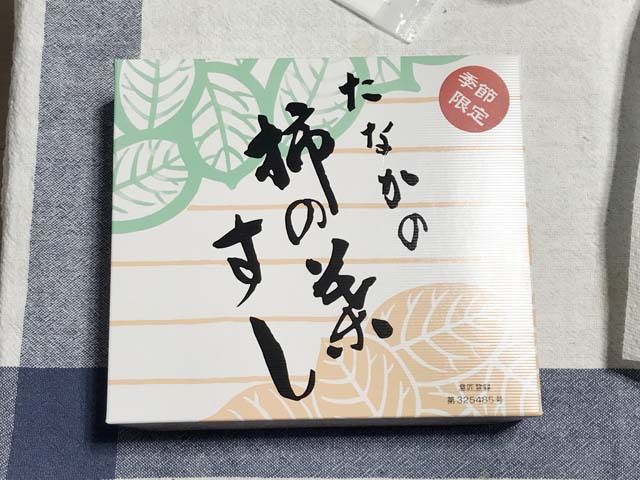 たなかの
柿の葉
すし
季節
限定
意匠登録
第325485号